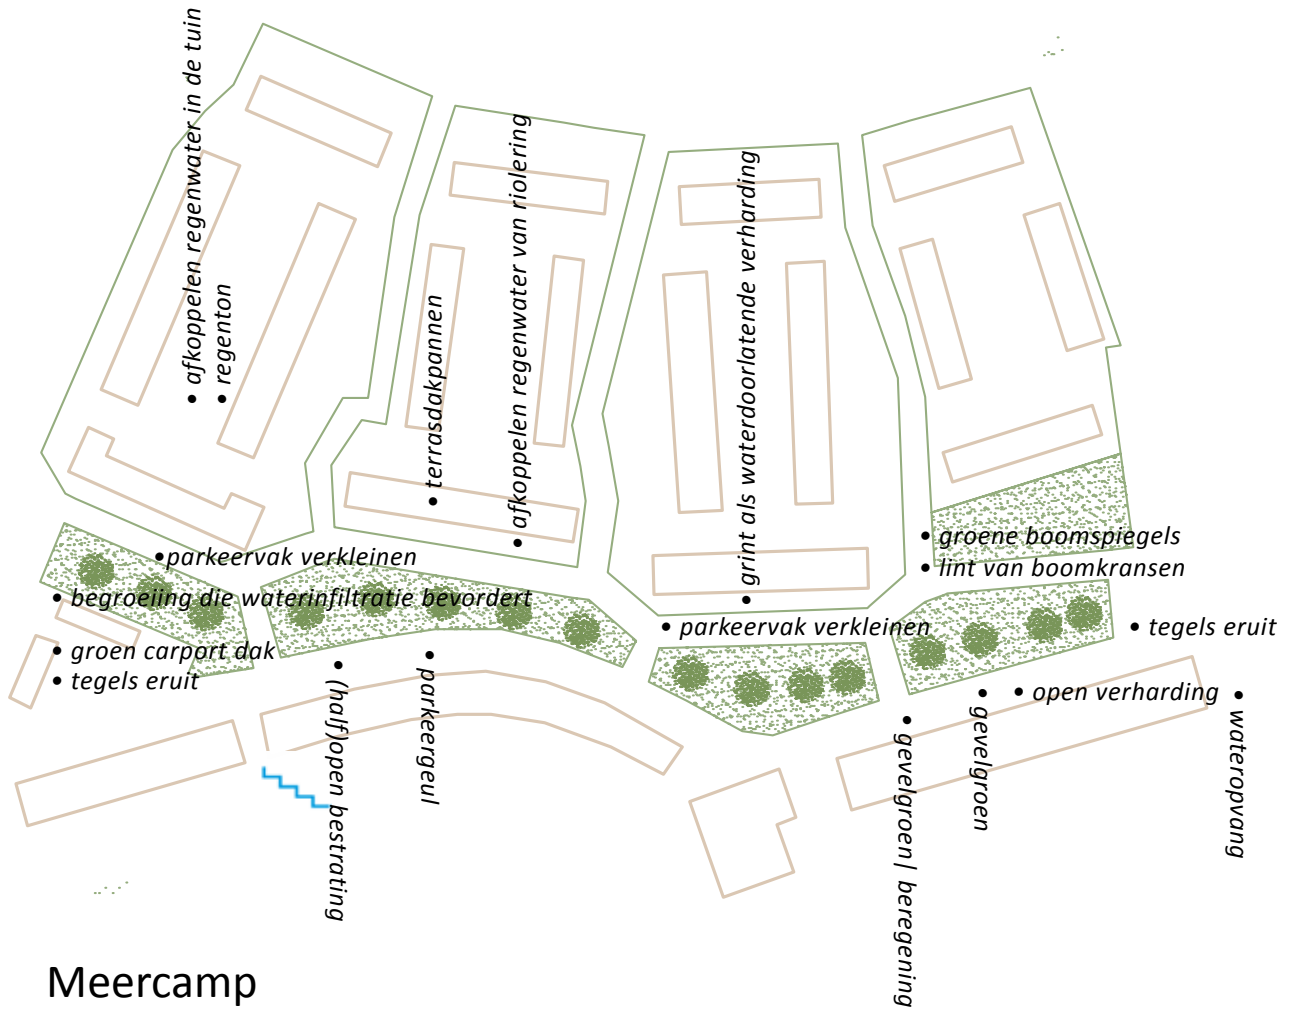 • afkoppelen regenwater in de tuin
• regenton
• terrasdakpannen
• afkoppelen regenwater van riolering
• grint als waterdoorlatende verharding
• groene boomspiegels
• lint van boomkransen
• parkeervak verkleinen
• begroeiing die waterinfiltratie bevordert
• parkeervak verkleinen
• tegels eruit
• groen carport dak
• tegels eruit
• (half)open bestrating
• parkeergeul
• gevelgroen| beregening
• gevelgroen
• open verharding
• wateropvang
Meercamp